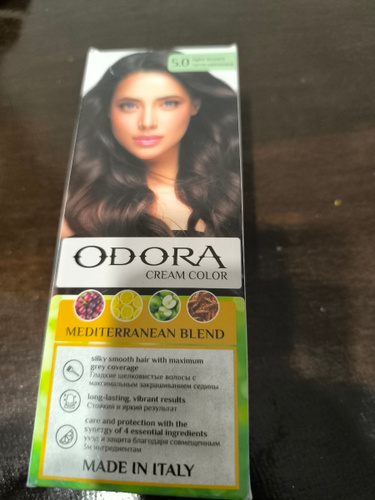 5.0 light brown
ODORA
CREAM COLOR
MEDITERRANEAN BLEND
silky smooth hair with maximum
grey coverage
Гладкие шелковистые волосы с
максимальным закрашиванием седины
long-lasting, vibrant results
Стойкий и яркий результат
care and protection with the
synergy of 4 essential ingredients
уход и защита благодаря совмещенным
ингредиентам
MADE IN ITALY